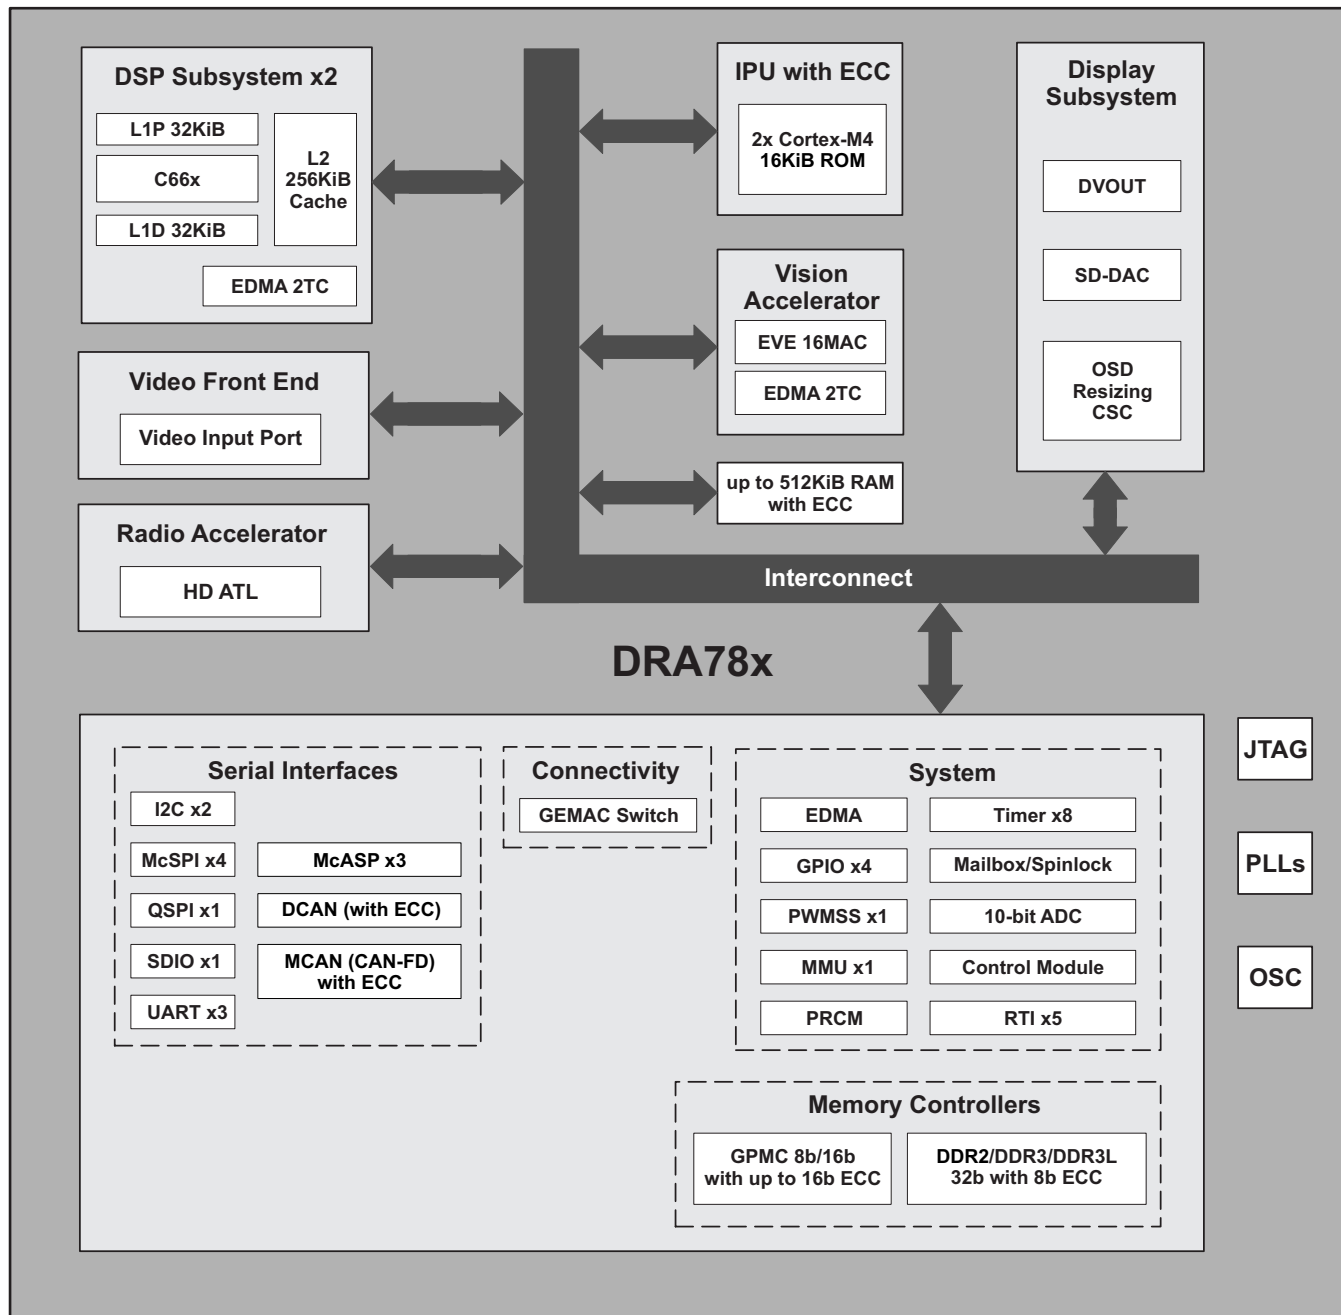 DSP Subsystem x2
L1P 32KiB
C66x
L1D 32KiB
L2
256KiB
Cache
EDMA 2TC
Video Front End
Video Input Port
Radio Accelerator
HD ATL
IPU with ECC
2x Cortex-M4
16KiB ROM
Vision
Accelerator
EVE 16MAC
EDMA 2TC
up to 512KiB RAM
with ECC
Display
Subsystem
DVOUT
SD-DAC
OSD
Resizing
CSC
Interconnect
DRA78x
Serial Interfaces
I2C x2
McSPI x4
QSPI x1
SDIO x1
UART x3
McASP x3
DCAN (with ECC)
MCAN (CAN-FD)
with ECC
Connectivity
GEMAC Switch
System
EDMA
GPIO x4
PWMSS x1
MMU x1
PRCM
Timer x8
Mailbox/Spinlock
10-bit ADC
Control Module
RTI x5
Memory Controllers
GPMC 8b/16b
with up to 16b ECC
DDR2/DDR3/DDR3L
32b with 8b ECC
JTAG
PLLs
OSC